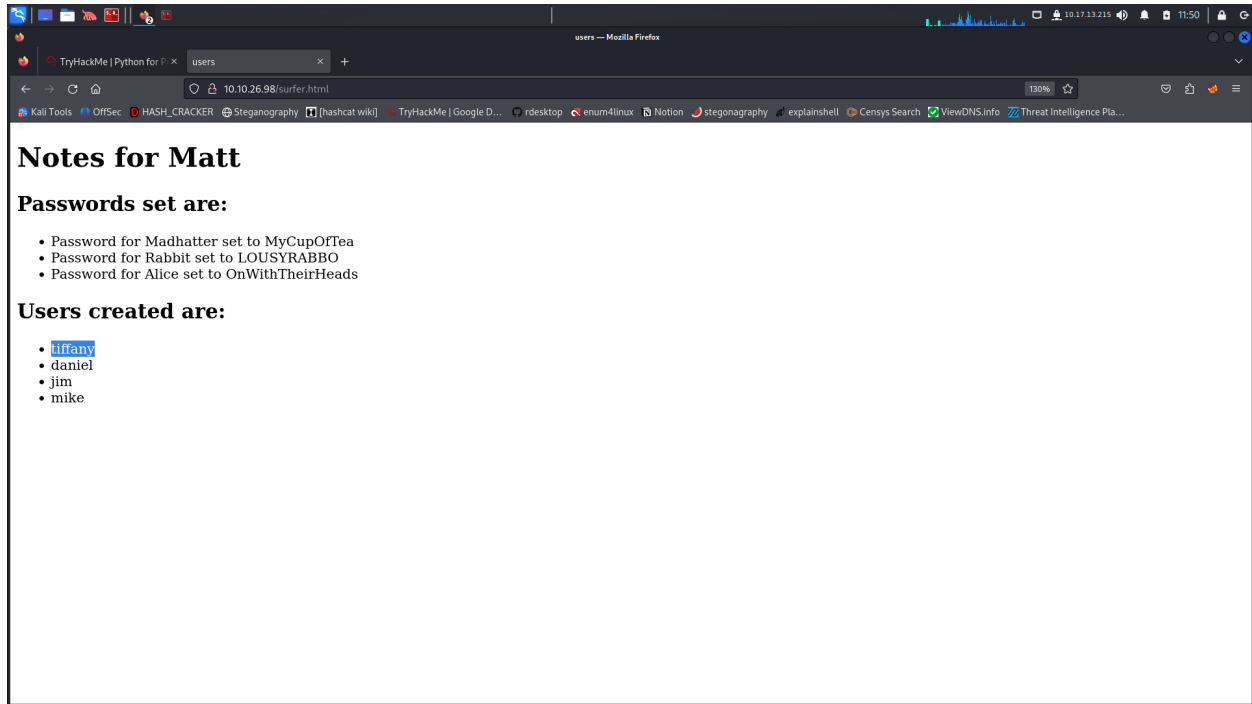 10.17.13.215
11:50
users — Mozilla Firefox
TryHackMe | Python for P
users
10.10.26.98/surfer.html
130%
Kali Tools
OffSec
HASH_CRACKER
Steganography
[hashcat wiki]
TryHackMe | Google D...
rdesktop
enum4linux
Notion
stegonagraphy
explainshell
Censys Search
ViewDNS.info
Threat Intelligence Pla...
Notes for Matt
Passwords set are:
Password for Madhatter set to MyCupOfTea
Password for Rabbit set to LOUSYRABBO
Password for Alice set to OnWithTheirHeads
Users created are:
tiffany
daniel
jim
mike